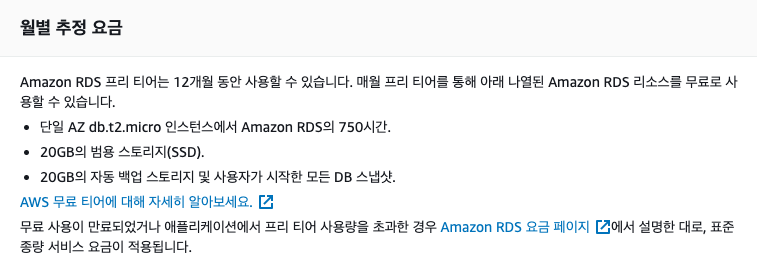 월별 추정 요금
Amazon RDS 프리 티어는 12개월 동안 사용할 수 있습니다. 매월 프리 티어를 통해 아래 나열된 Amazon RDS 리소스를 무료로 사
용할 수 있습니다.
• 단일 AZ db.t2.micro 인스턴스에서 Amazon RDS의 750시간.
• 20GB의 범용 스토리지(SSD).
• 20GB의 자동 백업 스토리지 및 사용자가 시작한 모든 DB 스냅샷.
AWS 무료 티어에 대해 자세히 알아보세요.
무료 사용이 만료되었거나 애플리케이션에서 프리 티어 사용량을 초과한 경우 Amazon RDS 요금 페이지 에서 설명한 대로, 표준
종량 서비스 요금이 적용됩니다.